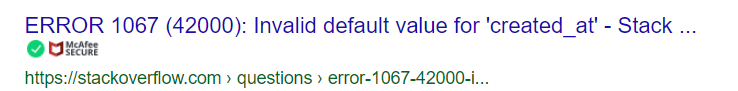 ERROR 1067 (42000): Invalid default value for 'created_at' - Stack ...
McAfee
SECURE
https://stackoverflow.com › questions › error-1067-42000-i...